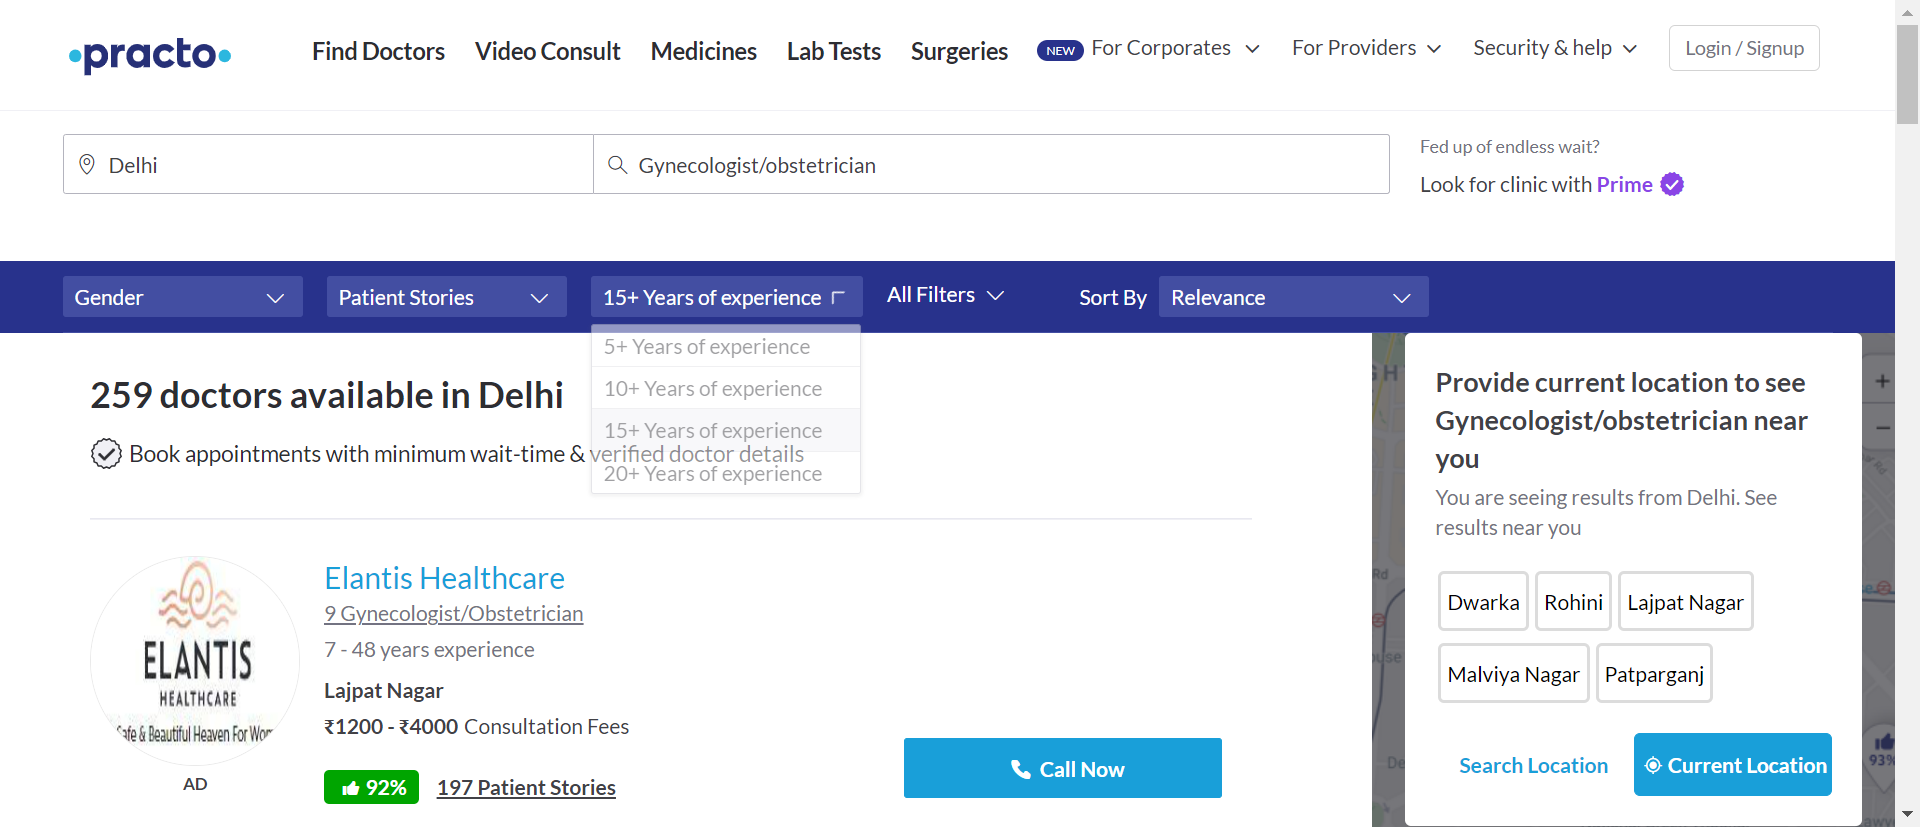 practo
Find Doctors
Video Consult
Medicines
Lab Tests
Surgeries
NEW For Corporates
For Providers
Security & help
Login / Signup
Delhi
Gynecologist/obstetrician
Fed up of endless wait?
Look for clinic with Prime
Gender
Patient Stories
15+ Years of experience
All Filters
Sort By
Relevance
5+ Years of experience
10+ Years of experience
15+ Years of experience
20+ Years of experience
259 doctors available in Delhi
Book appointments with minimum wait-time & verified doctor details
ELANTIS
HEALTHCARE
Safe & Beautiful Heaven For Wom
AD
Elantis Healthcare
9 Gynecologist/Obstetrician
7 - 48 years experience
Lajpat Nagar
₹1200 - ₹4000 Consultation Fees
92%
197 Patient Stories
Call Now
Provide current location to see
Gynecologist/obstetrician near
you
You are seeing results from Delhi. See
results near you
Dwarka
Rohini
Lajpat Nagar
Malviya Nagar
Patparganj
Search Location
Current Location
Rd
93%